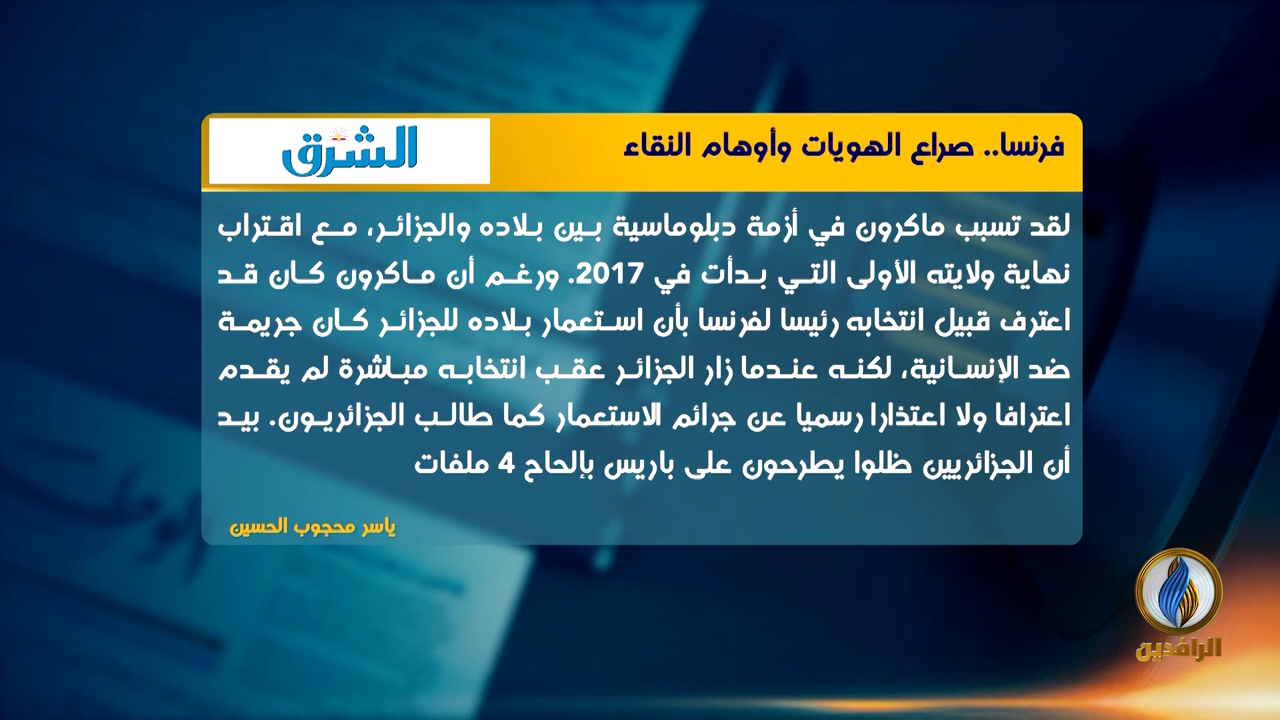 فرنسا.. صراع الهويات وأوهام النقاء
الشرق
لقد تسبب ماكرون في أزمة دبلوماسية بين بلاده والجزائر، مع اقتراب
نهاية ولايته الأولى التي بدأت في 2017. ورغم أن ماكرون كان قد
اعترف قبيل انتخابه رئيسا لفرنسا بأن استعمار بلاده للجزائر كان جريمة
ضد الإنسانية، لكنه عندما زار الجزائر عقب انتخابه مباشرة لم يقدم
اعترافا ولا اعتذارا رسميا عن جرائم الاستعمار كما طالب الجزائريون. بيد
أن الجزائريين ظلوا يطرحون على باريس بإلحاح 4 ملفات
ياسر محجوب الحسين
الرافدين